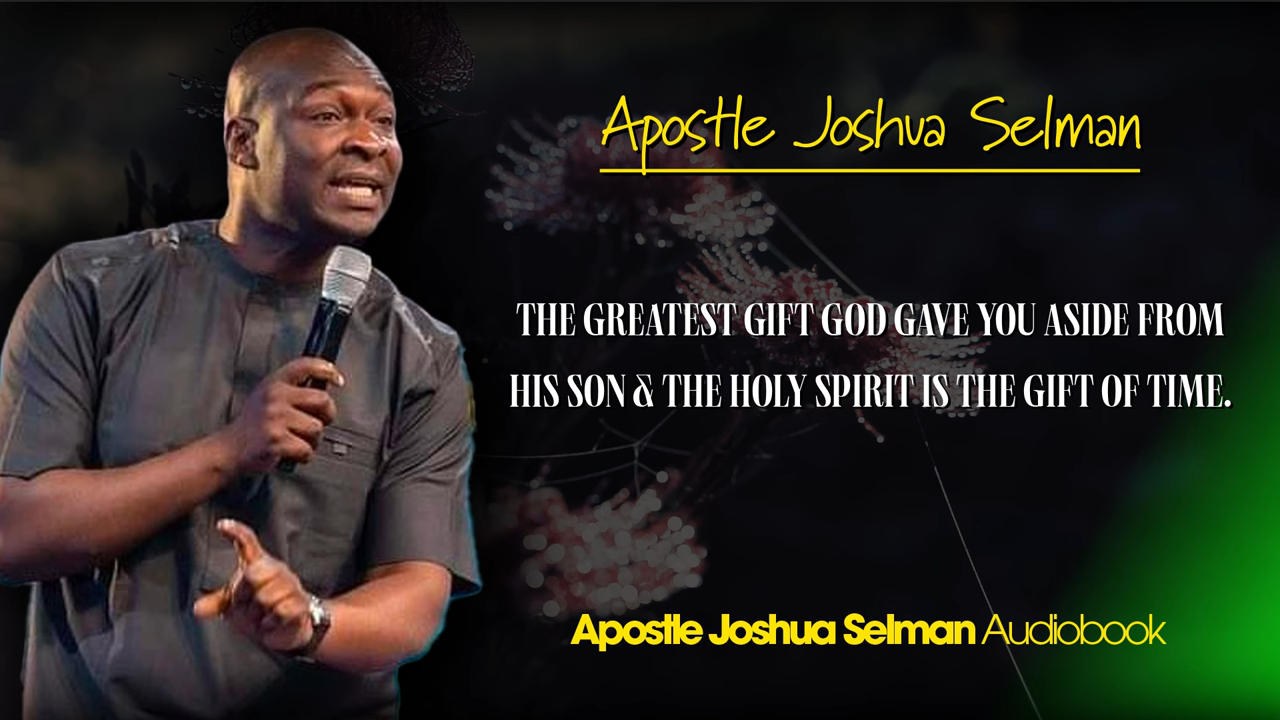 Apostle Joshua Selman
THE GREATEST GIFT GOD GAVE YOU ASIDE FROM
HIS SON & THE HOLY SPIRIT IS THE GIFT OF TIME.
Apostle Joshua Selman Audiobook